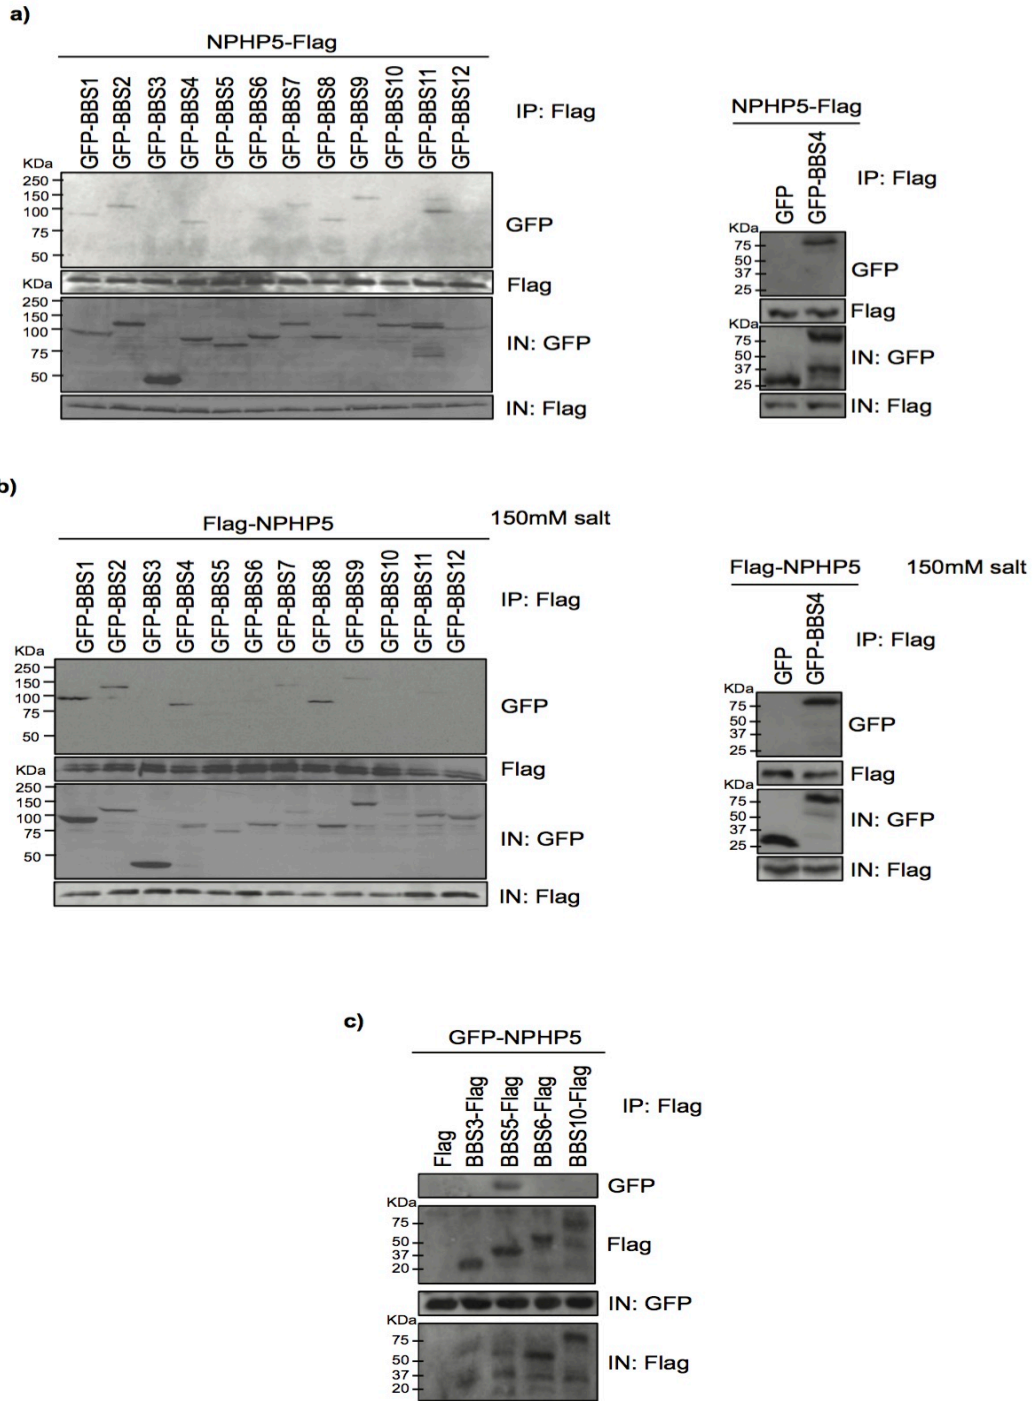 a)
NPHP5-Flag
GFP-BBS1
GFP-BBS2
GFP-BBS3
GFP-BBS4
GFP-BBS5
GFP-BBS6
GFP-BBS7
GFP-BBS8
GFP-BBS9
GFP-BBS10
GFP-BBS11
GFP-BBS12
IP: Flag
KDa
250
150
100
75
50
GFP
KDa
Flag
250
150
100
75
50
IN: GFP
IN: Flag
NPHP5-Flag
GFP
GFP-BBS4
IP: Flag
KDa
75
50
37
25
GFP
Flag
KDa
75
50
37
25
IN: GFP
IN: Flag
b)
Flag-NPHP5
150mM salt
GFP-BBS1
GFP-BBS2
GFP-BBS3
GFP-BBS4
GFP-BBS5
GFP-BBS6
GFP-BBS7
GFP-BBS8
GFP-BBS9
GFP-BBS10
GFP-BBS11
GFP-BBS12
IP: Flag
KDa
250
150
100
75
50
GFP
KDa
Flag
250
150
100
75
50
IN: GFP
IN: Flag
Flag-NPHP5
150mM salt
GFP
GFP-BBS4
IP: Flag
KDa
75
50
37
25
GFP
Flag
KDa
75
50
37
25
IN: GFP
IN: Flag
c)
GFP-NPHP5
Flag
BBS3-Flag
BBS5-Flag
BBS6-Flag
BBS10-Flag
IP: Flag
GFP
KDa
75
50
37
20
Flag
IN: GFP
KDa
75
50
37
20
IN: Flag